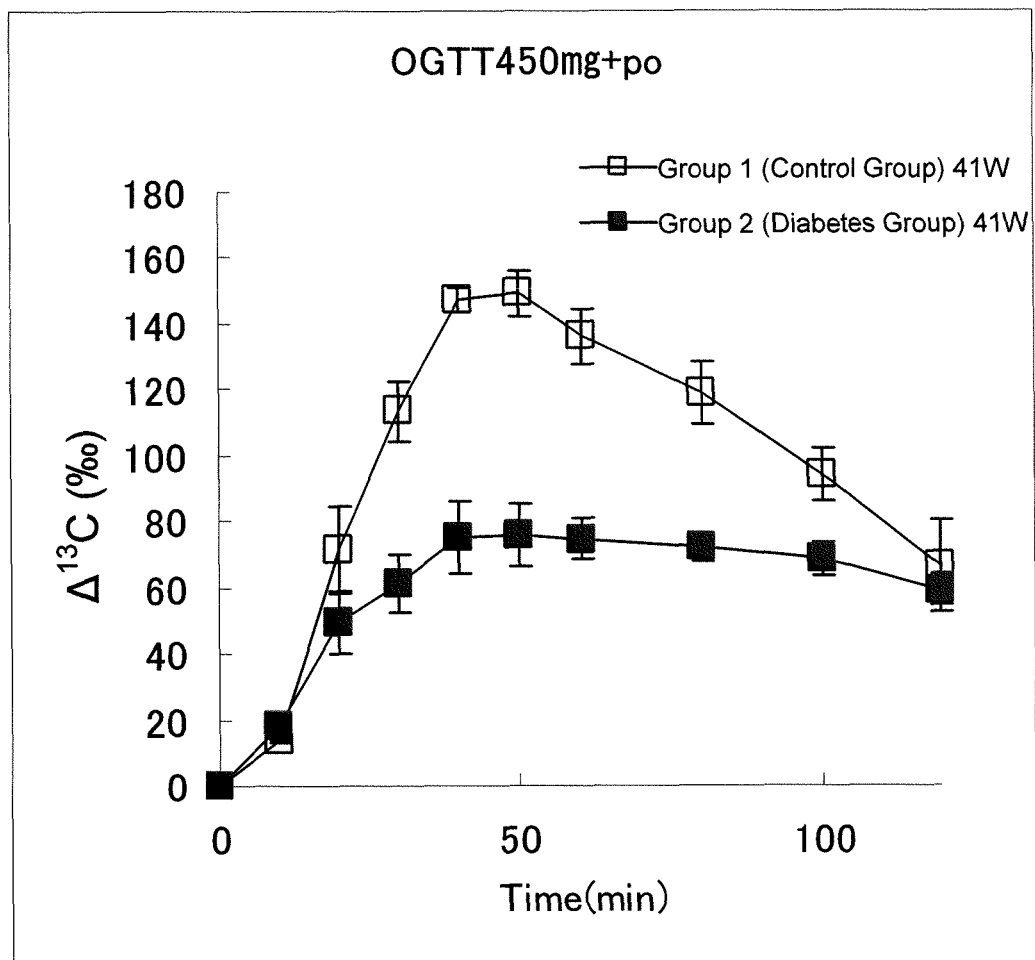 OGTT450mg+po
Group 1 (Control Group) 41W
Group 2 (Diabetes Group) 41W
180
160
140
120
100
80
60
40
20
0
Δ¹³C (‰)
0 50 100
Time(min)